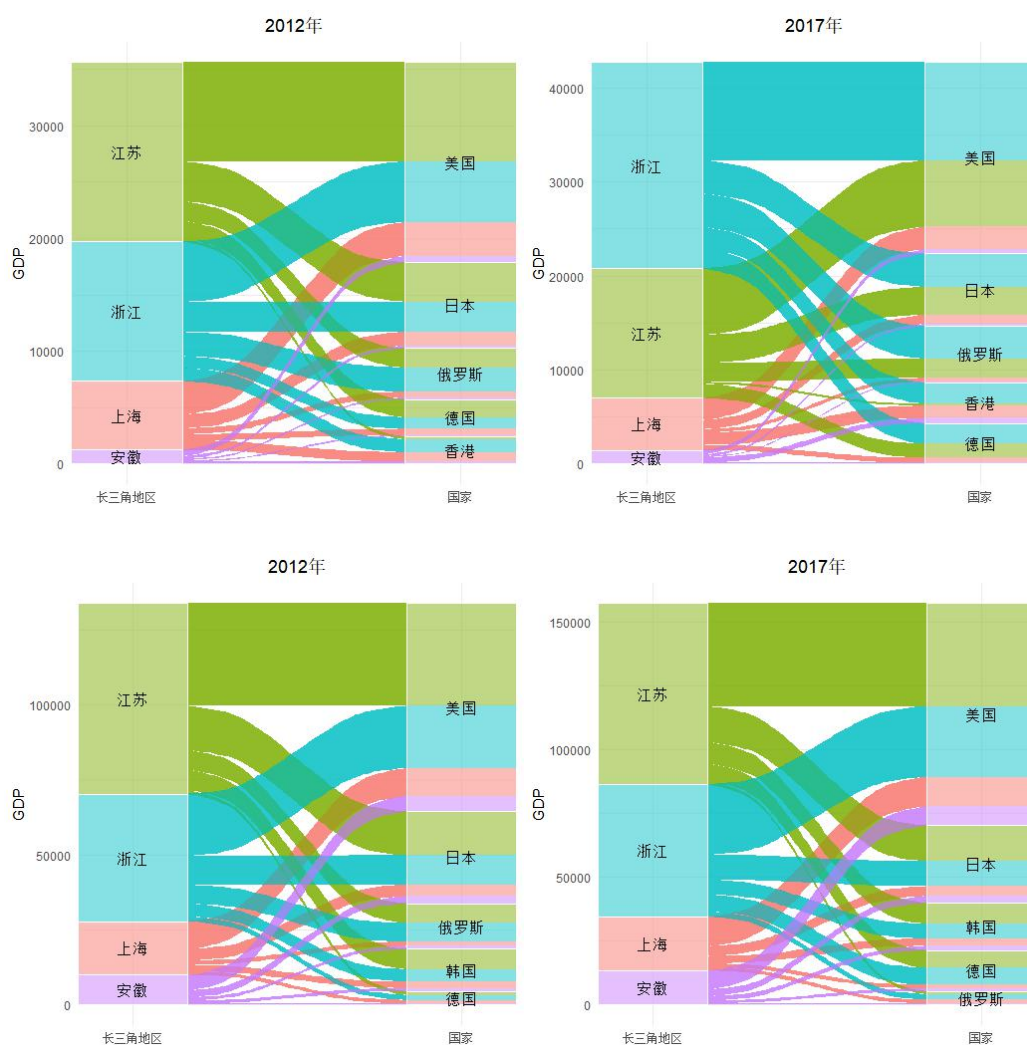 2012年
GDP
30000
20000
10000
0
江苏
浙江
上海
安徽
美国
日本
俄罗斯
德国
香港
长三角地区
国家
2017年
GDP
40000
30000
20000
10000
0
浙江
江苏
上海
安徽
美国
日本
俄罗斯
香港
德国
长三角地区
国家
2012年
GDP
100000
50000
0
江苏
浙江
上海
安徽
美国
日本
俄罗斯
韩国
德国
长三角地区
国家
2017年
GDP
150000
100000
50000
0
江苏
浙江
上海
安徽
美国
日本
韩国
德国
俄罗斯
长三角地区
国家